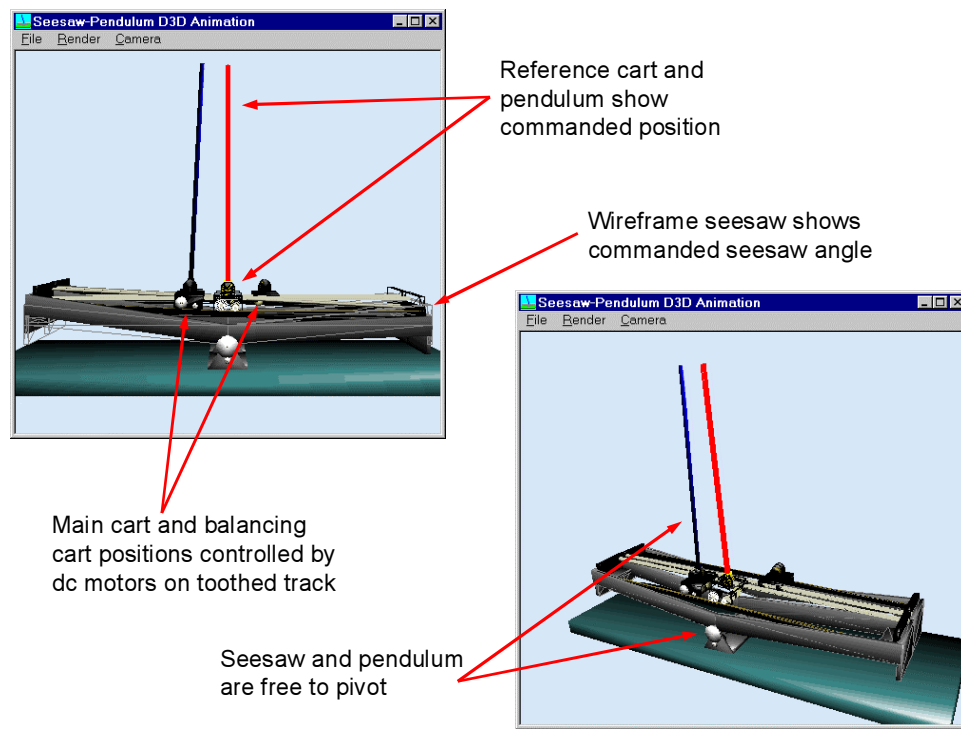 Seesaw-Pendulum D3D Animation
File Render Camera
Reference cart and
pendulum show
commanded position
Wireframe seesaw shows
commanded seesaw angle
Seesaw-Pendulum D3D Animation
File Render Camera
Main cart and balancing
cart positions controlled by
dc motors on toothed track
Seesaw and pendulum
are free to pivot